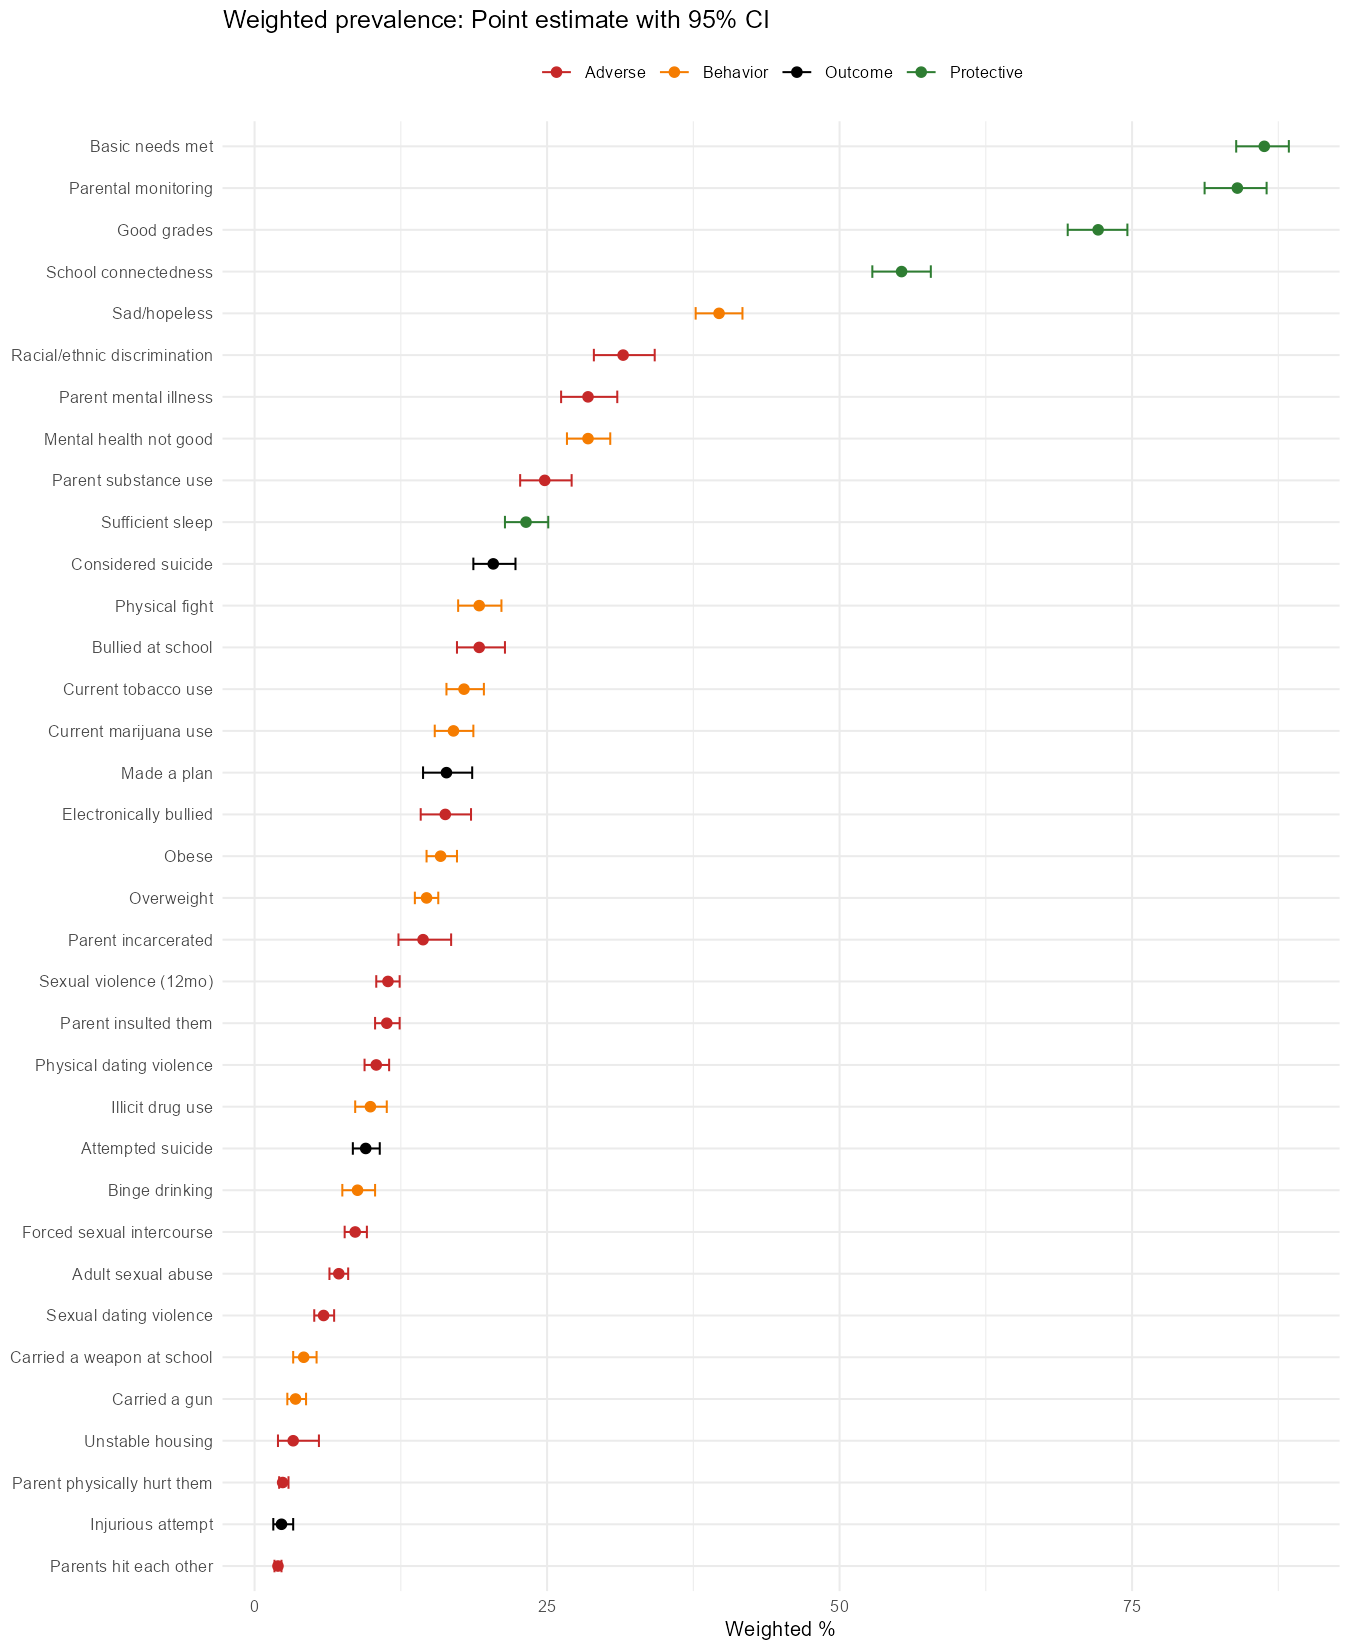 Weighted prevalence: Point estimate with 95% CI
Adverse Behavior Outcome Protective
Basic needs met
Parental monitoring
Good grades
School connectedness
Sad/hopeless
Racial/ethnic discrimination
Parent mental illness
Mental health not good
Parent substance use
Sufficient sleep
Considered suicide
Physical fight
Bullied at school
Current tobacco use
Current marijuana use
Made a plan
Electronically bullied
Obese
Overweight
Parent incarcerated
Sexual violence (12mo)
Parent insulted them
Physical dating violence
Illicit drug use
Attempted suicide
Binge drinking
Forced sexual intercourse
Adult sexual abuse
Sexual dating violence
Carried a weapon at school
Carried a gun
Unstable housing
Parent physically hurt them
Injurious attempt
Parents hit each other
0 25 50 75
Weighted %